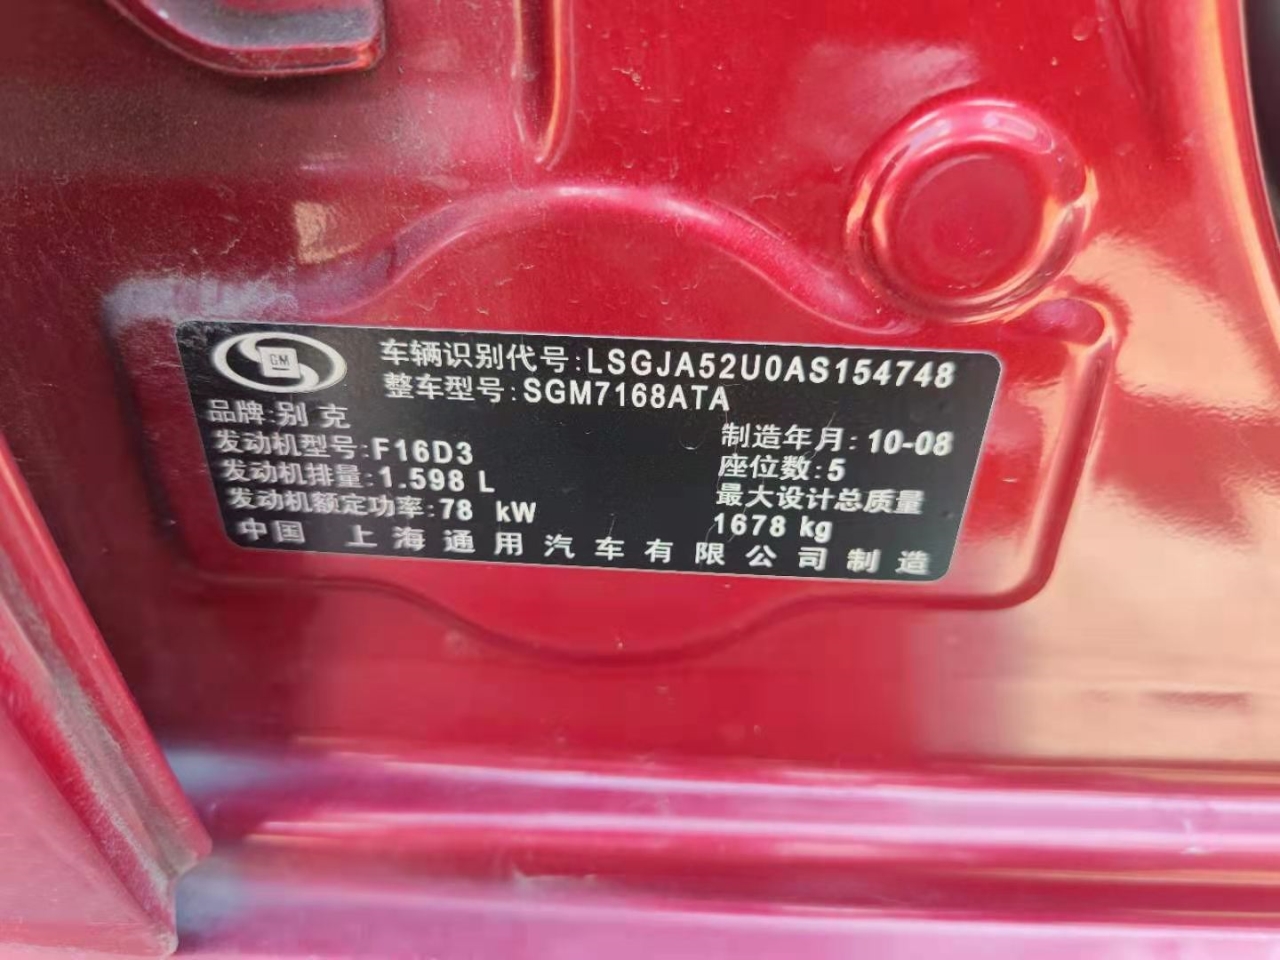 GM
车辆识别代号:LSGJA52U0AS154748
整车型号:SGM7168ATA
品牌:别克
发动机型号:F16D3
制造年月:10-08
发动机排量:1.598 L
座位数:5
发动机额定功率:78 kW
最大设计总质量
1678 kg
中国 上海通用汽车有限公司制造